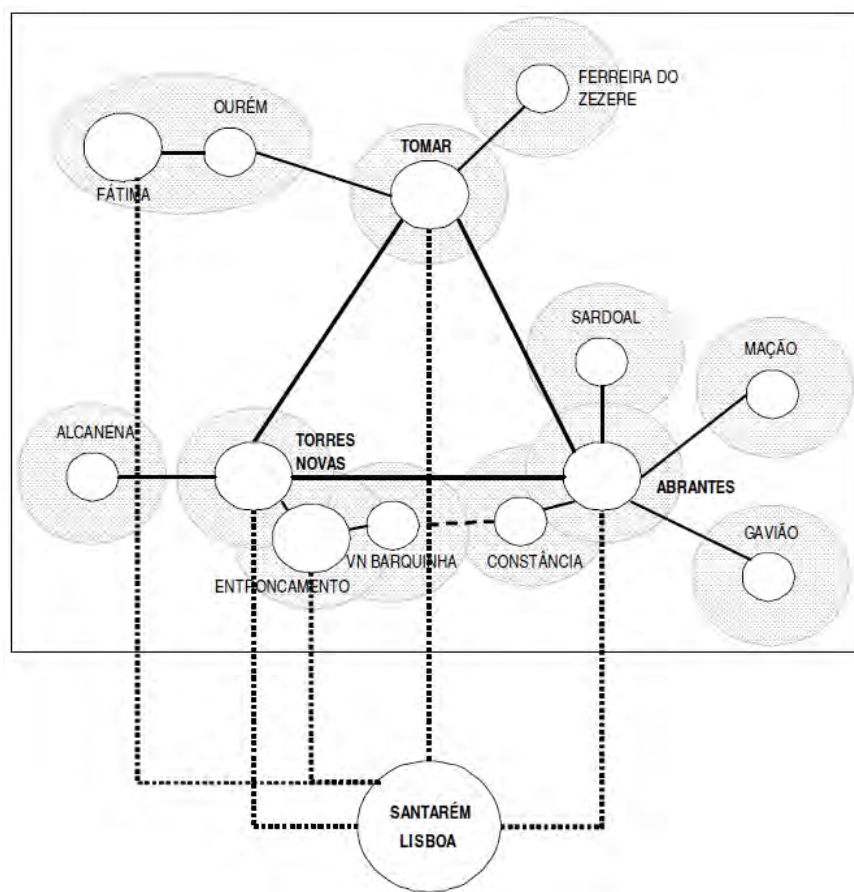 FERREIRA DO
ZEZERE
OURÉM
TOMAR
FÁTIMA
SARDOAL
MAÇÃO
ALCANENA
TORRES
NOVAS
ABRANTES
GAVIÃO
VN BARQUINHA
CONSTÂNCIA
ENTRONCAMENTO
SANTARÉM
LISBOA